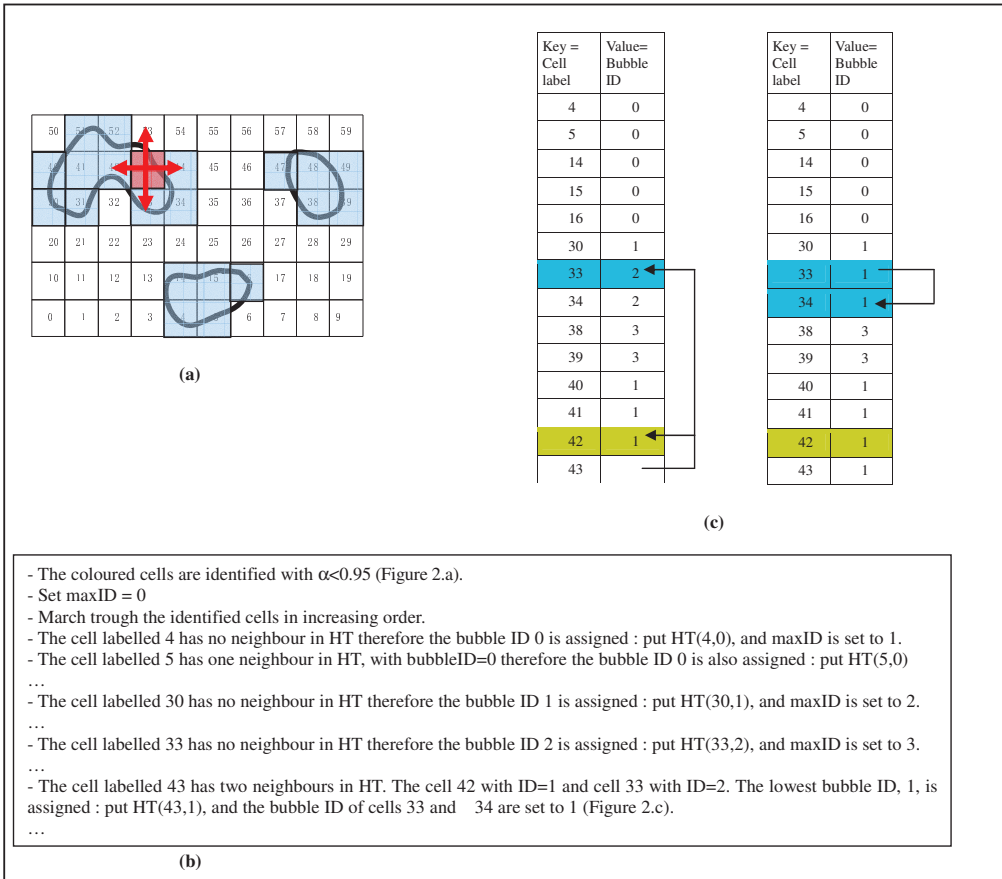 50 52 54 55 56 57 58 59
40 41 44 45 46 47 48 49
31 32 34 35 36 37 38 39
20 21 22 23 24 25 26 27 28 29
10 11 12 13 15 17 18 19
0 1 2 3 6 7 8 9
(a)
Key = Cell label Value= Bubble ID
4 0
5 0
14 0
15 0
16 0
30 1
33 2
34 2
38 3
39 3
40 1
41 1
42 1
43
Key = Cell label Value= Bubble ID
4 0
5 0
14 0
15 0
16 0
30 1
33 1
34 1
38 3
39 3
40 1
41 1
42 1
43 1
(c)
- The coloured cells are identified with α<0.95 (Figure 2.a).
- Set maxID = 0
- March trough the identified cells in increasing order.
- The cell labelled 4 has no neighbour in HT therefore the bubble ID 0 is assigned : put HT(4,0), and maxID is set to 1.
- The cell labelled 5 has one neighbour in HT, with bubbleID=0 therefore the bubble ID 0 is also assigned : put HT(5,0)
…
- The cell labelled 30 has no neighbour in HT therefore the bubble ID 1 is assigned : put HT(30,1), and maxID is set to 2.
…
- The cell labelled 33 has no neighbour in HT therefore the bubble ID 2 is assigned : put HT(33,2), and maxID is set to 3.
…
- The cell labelled 43 has two neighbours in HT. The cell 42 with ID=1 and cell 33 with ID=2. The lowest bubble ID, 1, is
assigned : put HT(43,1), and the bubble ID of cells 33 and 34 are set to 1 (Figure 2.c).
…
(b)